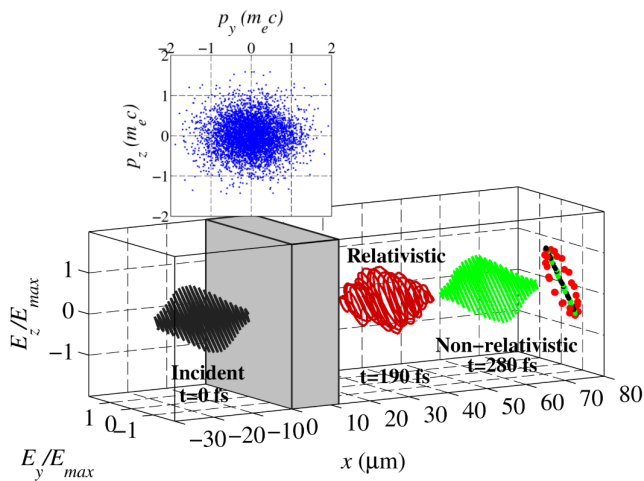 p_y (m_e c)
−2 −1 0 1 2
2
1
0
−1
−2
p_z (m_e c)
Relativistic
Non−relativistic
t=280 fs
t=190 fs
Incident
t=0 fs
1
0
−1
E_z/E_max
1 0 −1
E_y/E_max
−30 −20 −10 0 10 20 30 40 50 60 70 80
x (μm)